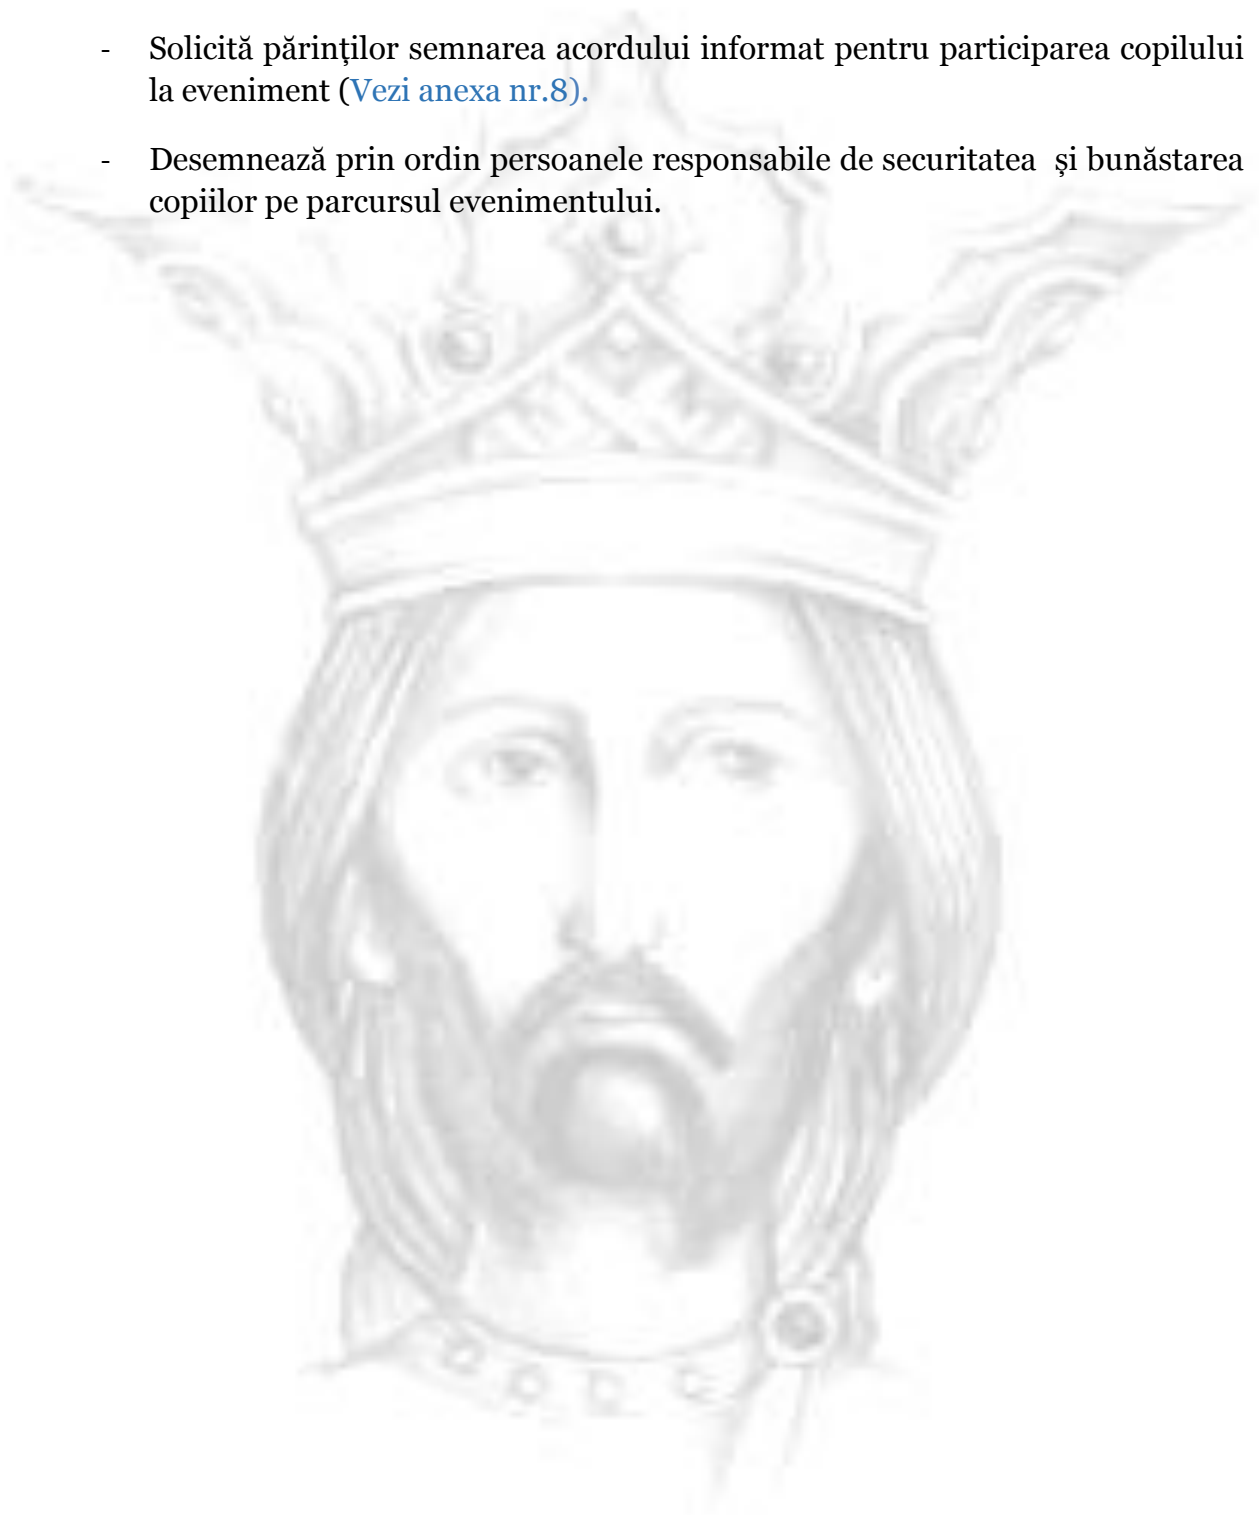 - Solicită părinților semnarea acordului informat pentru participarea copilului
la eveniment (Vezi anexa nr.8).
- Desemnează prin ordin persoanele responsabile de securitatea și bunăstarea
copiilor pe parcursul evenimentului.